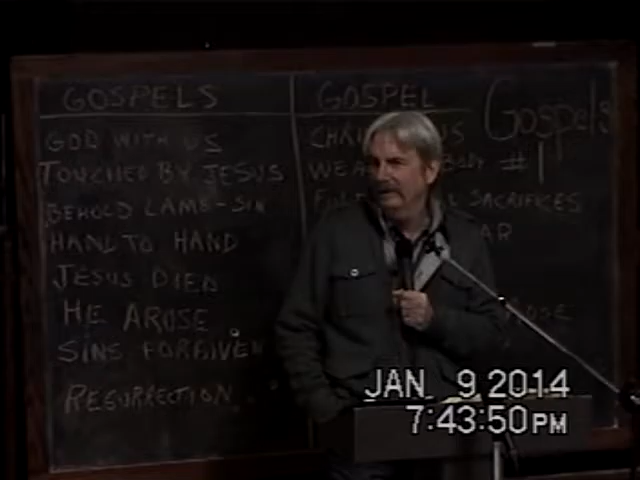 GOSPELS
GOD WITH US
TOUCHED BY JESUS
BEHOLD LAMB-SIN
HAND TO HAND
JESUS DIED
HE AROSE
SINS FORGIVEN
RESURRECTION
GOSPEL
US
SACRIFICES
Gospels
#1
JAN. 9 2014
7:43:50PM